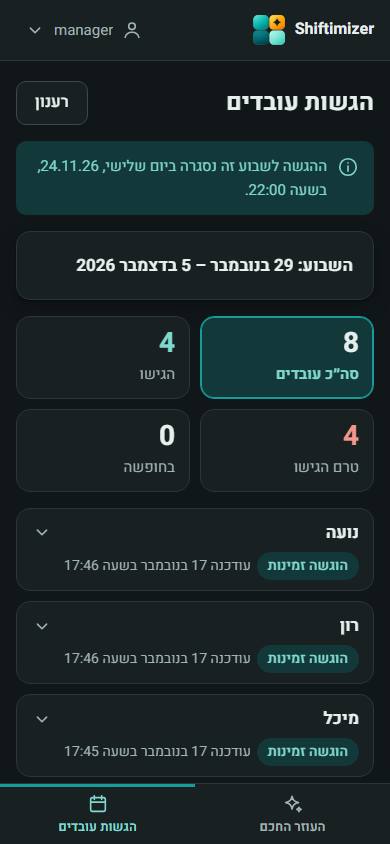 Shiftimizer
manager
הגשות עובדים
רענון
ההגשה לשבוע זה נסגרה ביום שלישי, 24.11.26,
בשעה 22:00.
השבוע: 29 בנובמבר – 5 בדצמבר 2026
8
סה״כ עובדים
4
הגישו
4
טרם הגישו
0
בחופשה
נועה
הוגשה זמינות עודכנה 17 בנובמבר בשעה 17:46
רון
הוגשה זמינות עודכנה 17 בנובמבר בשעה 17:46
מיכל
הוגשה זמינות עודכנה 17 בנובמבר בשעה 17:45
העוזר החכם
הגשות עובדים